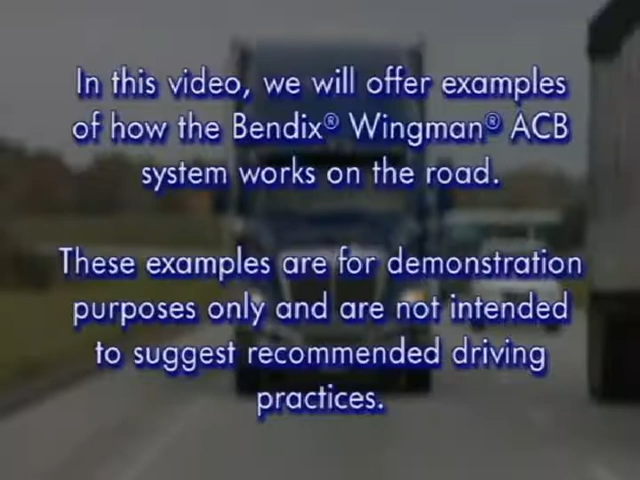 In this video, we will offer examples
of how the Bendix® Wingman® ACB
system works on the road.
These examples are for demonstration
purposes only and are not intended
to suggest recommended driving
practices.